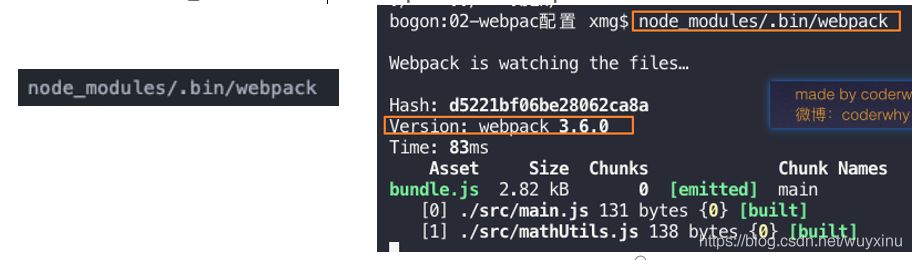 node_modules/.bin/webpack
bogon:02-webpac配置 xmg$ node_modules/.bin/webpack
Webpack is watching the files…
Hash: d5221bf06be28062ca8a
made by coderw
Version: webpack 3.6.0
微博：coderwhy
Time: 83ms
Asset Size Chunks Chunk Names
bundle.js 2.82 kB 0 [emitted] main
[0] ./src/main.js 131 bytes {0} [built]
[1] ./src/mathUtils.js 138 bytes {0} [built]
https://blog.csdn.net/wuyxinu